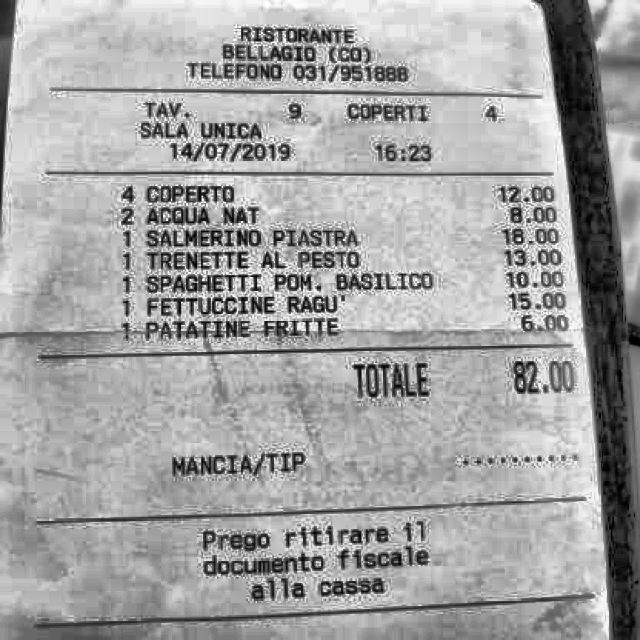 RISTORANTE
BELLAGIO (CO)
TELEFONO 031/951888
TAV. 9 COPERTI 4
SALA UNICA
14/07/2019 16:23
4 COPERTO 12.00
2 ACQUA NAT 8.00
1 SALMERINO PIASTRA 18.00
1 TRENETTE AL PESTO 13.00
1 SPAGHETTI POM. BASILICO 10.00
1 FETTUCCINE RAGU' 15.00
1 PATATINE FRITTE 6.00
TOTALE 82.00
MANCIA/TIP ..........
Prego ritirare il
documento fiscale
alla cassa